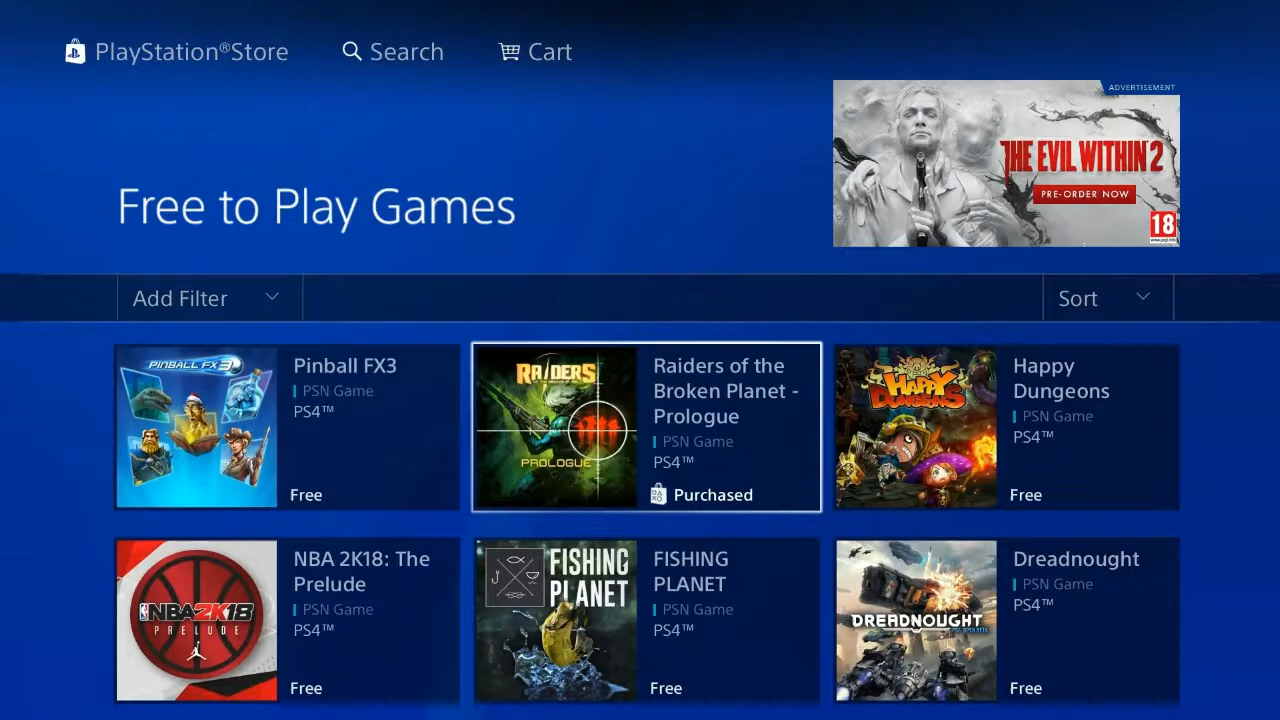 PlayStation®Store
Search
Cart
ADVERTISEMENT
THE EVIL WITHIN 2
PRE-ORDER NOW
18
Free to Play Games
Add Filter
Sort
PINBALL FX3
Pinball FX3
PSN Game
PS4™
Free
RAIDERS
PROLOGUE
Raiders of the
Broken Planet -
Prologue
PSN Game
PS4™
Purchased
HAPPY
DUNGEONS
Happy
Dungeons
PSN Game
PS4™
Free
NBA2K18
PRELUDE
NBA 2K18: The
Prelude
PSN Game
PS4™
Free
FISHING
PLANET
FISHING
PLANET
PSN Game
PS4™
Free
DREADNOUGHT
PS4 OPEN BETA
Dreadnought
PSN Game
PS4™
Free